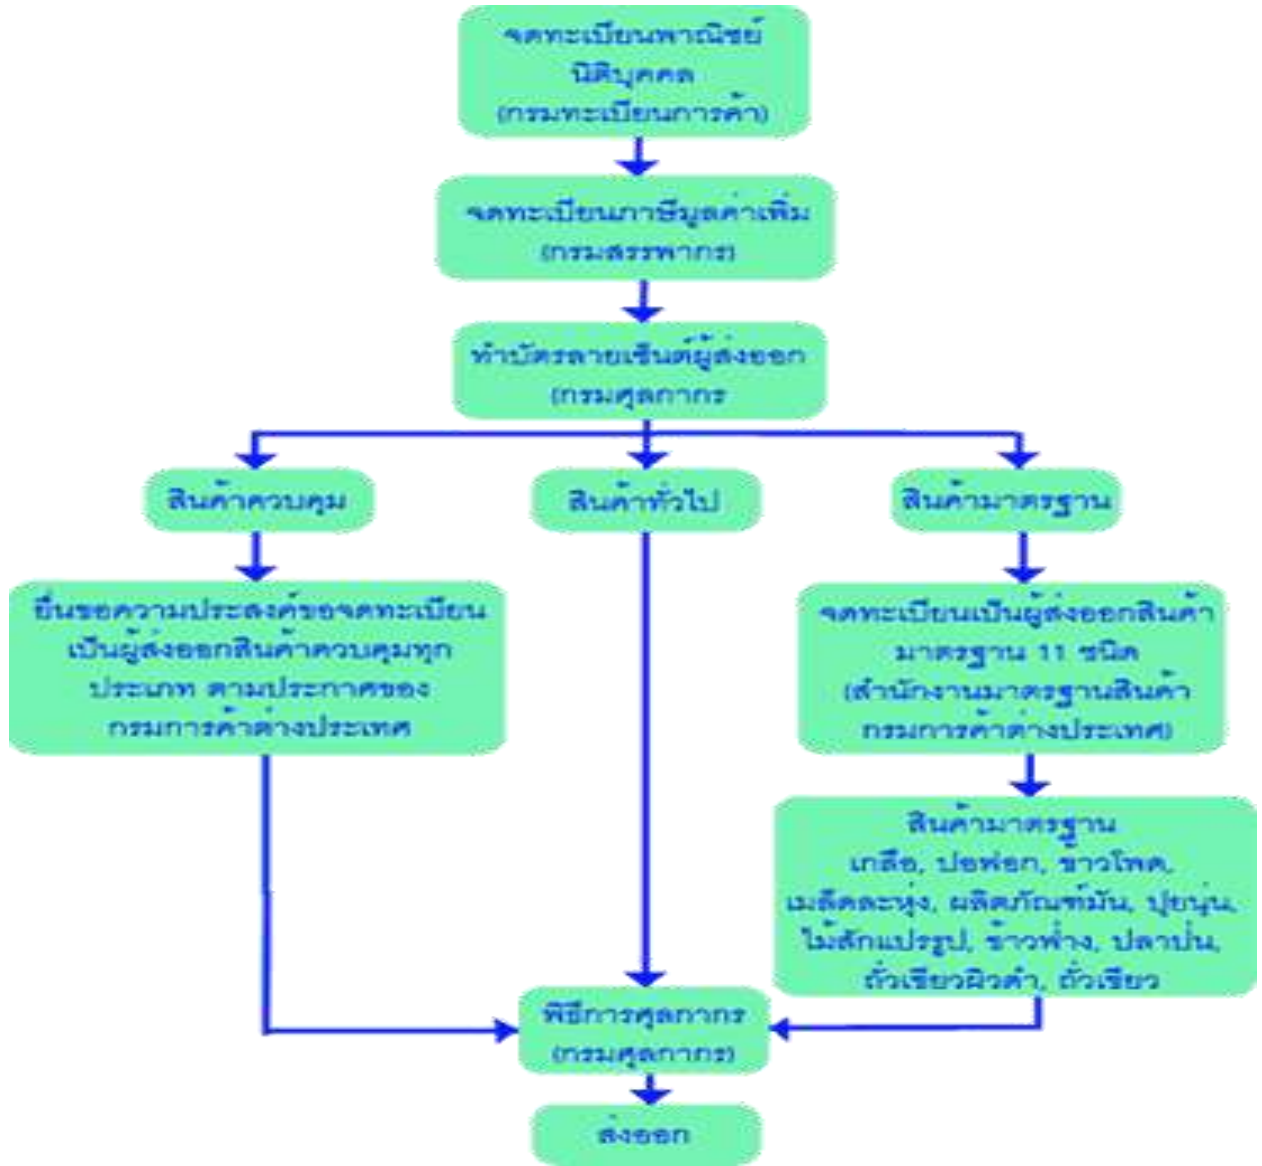 จดทะเบียนพาณิชย์
นิติบุคคล
(กรมทะเบียนการค้า)
จดทะเบียนภาษีมูลค่าเพิ่ม
(กรมสรรพากร)
ทำบัตรลายเซ็นต์ผู้ส่งออก
(กรมศุลกากร
สินค้าควบคุม
สินค้าทั่วไป
สินค้ามาตรฐาน
ยื่นขอความประสงค์ขอจดทะเบียน
เป็นผู้ส่งออกสินค้าควบคุมทุก
ประเภท ตามประกาศของ
กรมการค้าต่างประเทศ
จดทะเบียนเป็นผู้ส่งออกสินค้า
มาตรฐาน 11 ชนิด
(สำนักงานมาตรฐานสินค้า
กรมการค้าต่างประเทศ)
สินค้ามาตรฐาน
เกลือ, ปอฟอก, ข้าวโพด,
เมล็ดละหุ่ง, ผลิตภัณฑ์มัน, ปุยนุ่น,
ไม้สักแปรรูป, ข้าวฟ่าง, ปลาป่น,
ถั่วเขียวผิวดำ, ถั่วเขียว
พิธีการศุลกากร
(กรมศุลกากร)
ส่งออก